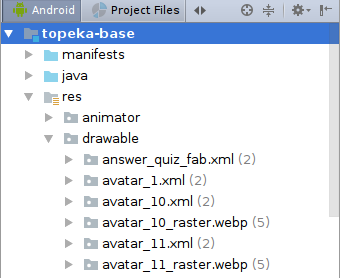 Android Project Files
topeka-base
manifests
java
res
animator
drawable
answer_quiz_fab.xml (2)
avatar_1.xml (2)
avatar_10.xml (2)
avatar_10_raster.webp (5)
avatar_11.xml (2)
avatar_11_raster.webp (5)